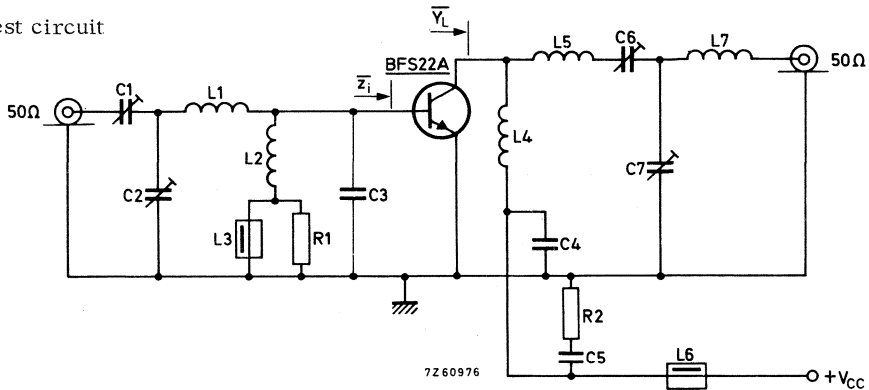 est circuit
Y̅L
C6
L5
L7
BFS22A
50Ω
z̅i
C1
L1
50Ω
L4
L2
C2
C3
C7
L3
R1
C4
R2
C5
L6
7Z60976
+VCC